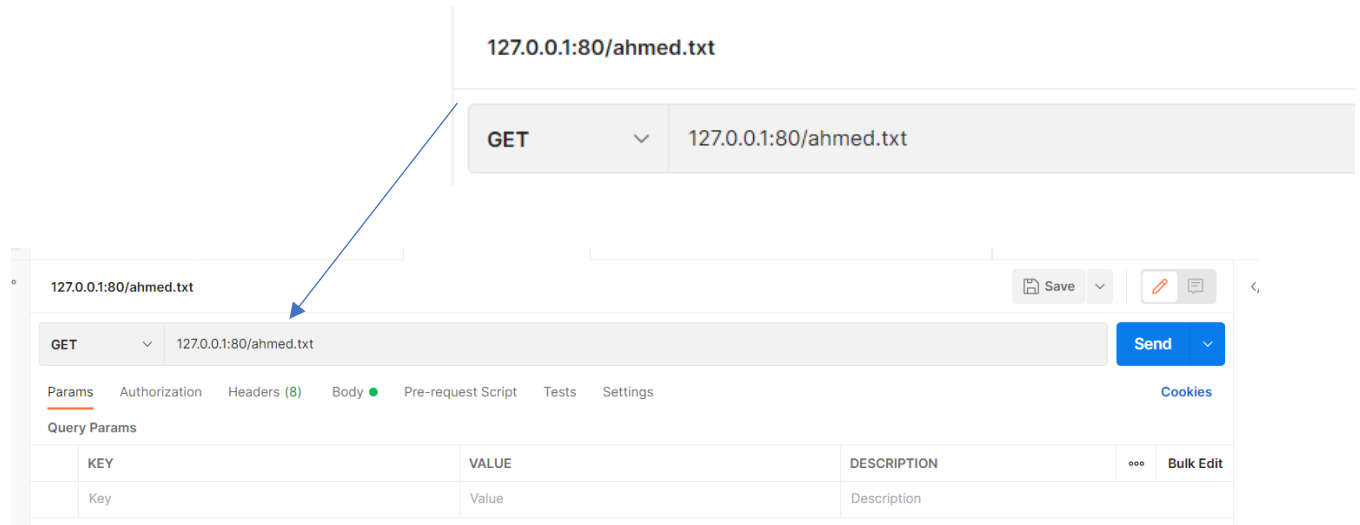 127.0.0.1:80/ahmed.txt
GET 127.0.0.1:80/ahmed.txt
127.0.0.1:80/ahmed.txt Save
GET 127.0.0.1:80/ahmed.txt Send
Params Authorization Headers (8) Body Pre-request Script Tests Settings Cookies
Query Params
KEY VALUE DESCRIPTION Bulk Edit
Key Value Description